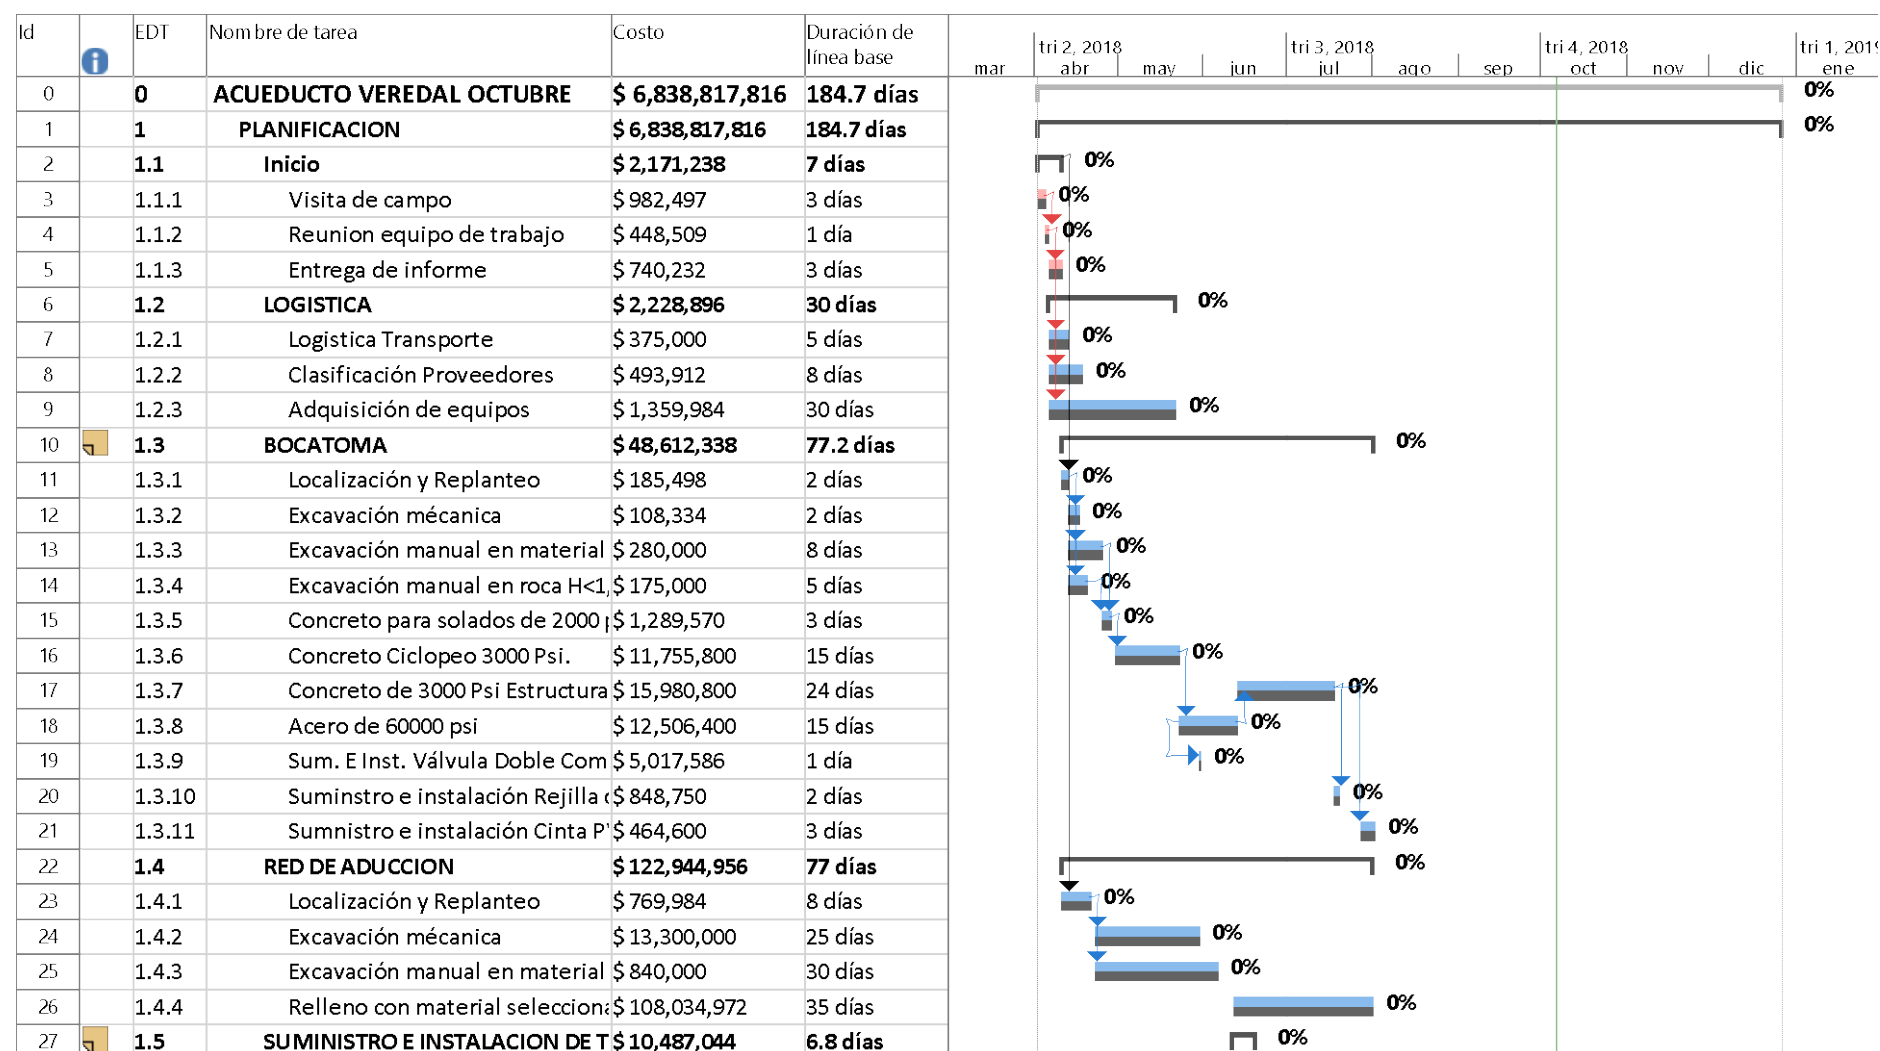 Id EDT Nombre de tarea Costo Duración de línea base
tri 2, 2018 tri 3, 2018 tri 4, 2018 tri 1, 2019
mar abr may jun jul ago sep oct nov dic ene
0 0 ACUEDUCTO VEREDAL OCTUBRE $ 6,838,817,816 184.7 días 0%
1 1 PLANIFICACION $ 6,838,817,816 184.7 días 0%
2 1.1 Inicio $ 2,171,238 7 días 0%
3 1.1.1 Visita de campo $ 982,497 3 días 0%
4 1.1.2 Reunion equipo de trabajo $ 448,509 1 día 0%
5 1.1.3 Entrega de informe $ 740,232 3 días 0%
6 1.2 LOGISTICA $ 2,228,896 30 días 0%
7 1.2.1 Logistica Transporte $ 375,000 5 días 0%
8 1.2.2 Clasificación Proveedores $ 493,912 8 días 0%
9 1.2.3 Adquisición de equipos $ 1,359,984 30 días 0%
10 1.3 BOCATOMA $ 48,612,338 77.2 días 0%
11 1.3.1 Localización y Replanteo $ 185,498 2 días 0%
12 1.3.2 Excavación mécanica $ 108,334 2 días 0%
13 1.3.3 Excavación manual en material $ 280,000 8 días 0%
14 1.3.4 Excavación manual en roca H<1, $ 175,000 5 días 0%
15 1.3.5 Concreto para solados de 2000 $ 1,289,570 3 días 0%
16 1.3.6 Concreto Ciclopeo 3000 Psi. $ 11,755,800 15 días 0%
17 1.3.7 Concreto de 3000 Psi Estructura $ 15,980,800 24 días 0%
18 1.3.8 Acero de 60000 psi $ 12,506,400 15 días 0%
19 1.3.9 Sum. E Inst. Válvula Doble Com $ 5,017,586 1 día 0%
20 1.3.10 Suminstro e instalación Rejilla $ 848,750 2 días 0%
21 1.3.11 Sumnistro e instalación Cinta P $ 464,600 3 días 0%
22 1.4 RED DE ADUCCION $ 122,944,956 77 días 0%
23 1.4.1 Localización y Replanteo $ 769,984 8 días 0%
24 1.4.2 Excavación mécanica $ 13,300,000 25 días 0%
25 1.4.3 Excavación manual en material $ 840,000 30 días 0%
26 1.4.4 Relleno con material selecciona $ 108,034,972 35 días 0%
27 1.5 SUMINISTRO E INSTALACION DE T $ 10,487,044 6.8 días 0%